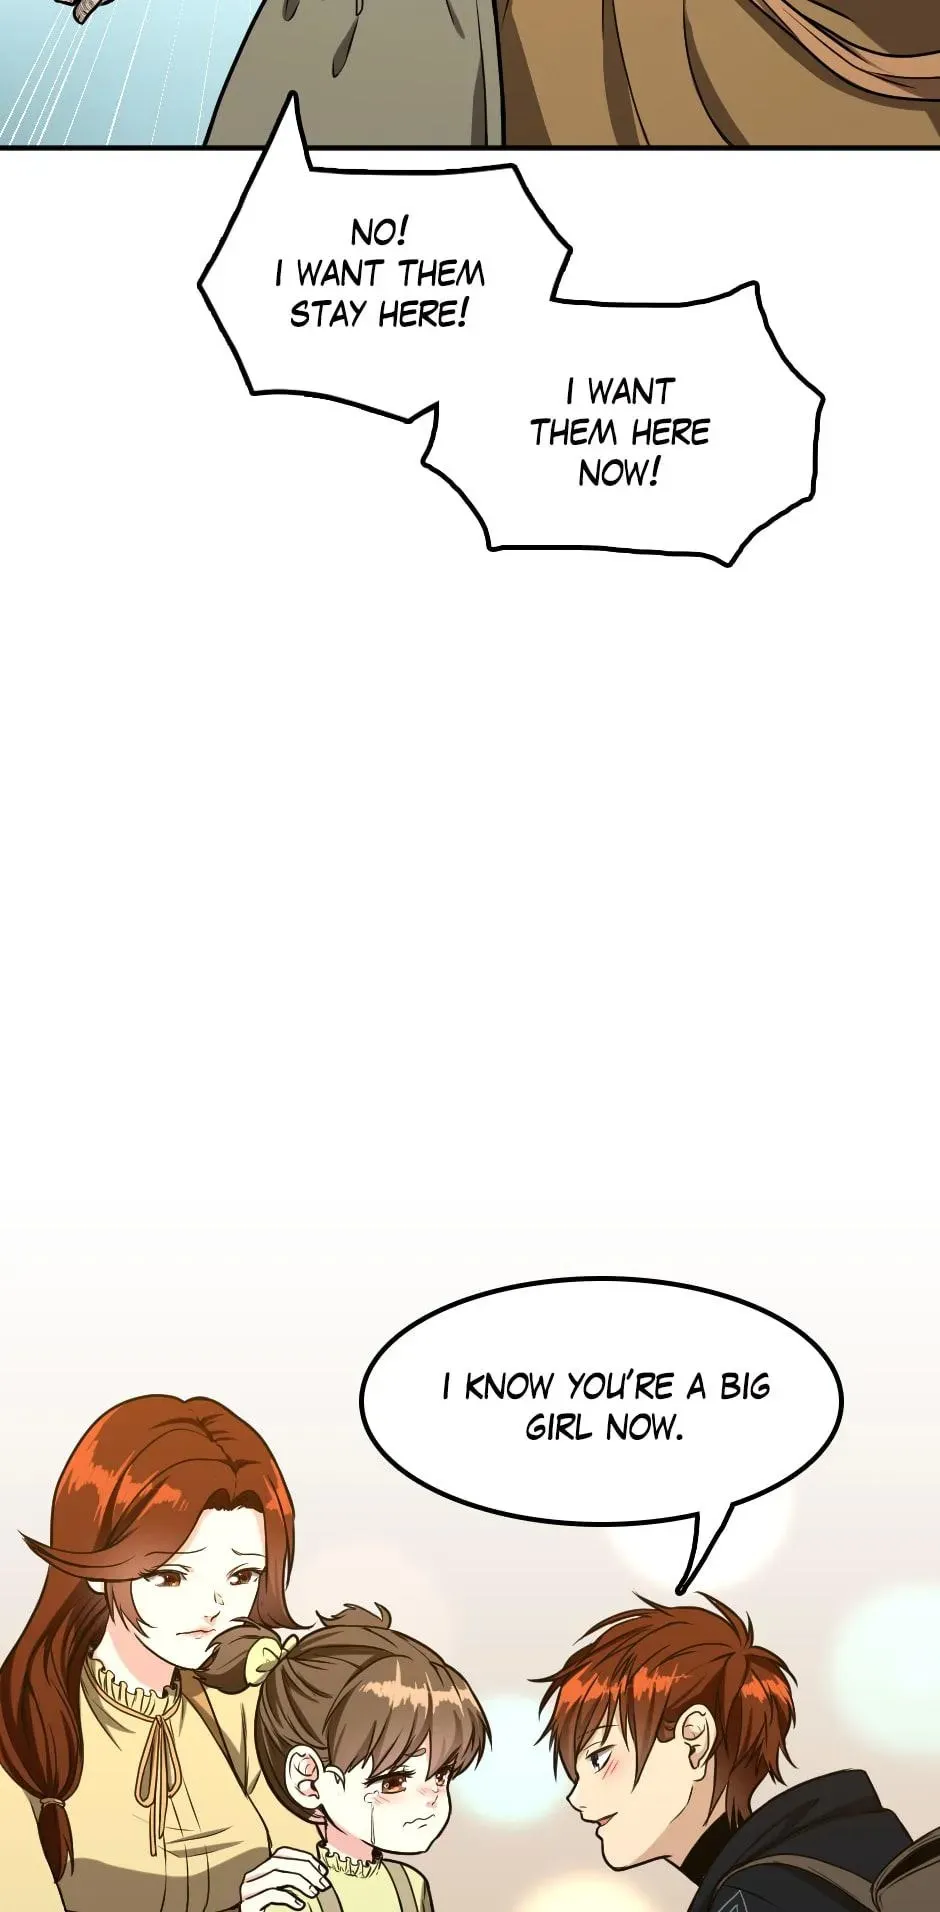 NO!
I WANT THEM
STAY HERE!
I WANT
THEM HERE
NOW!
I KNOW YOU'RE A BIG
GIRL NOW.